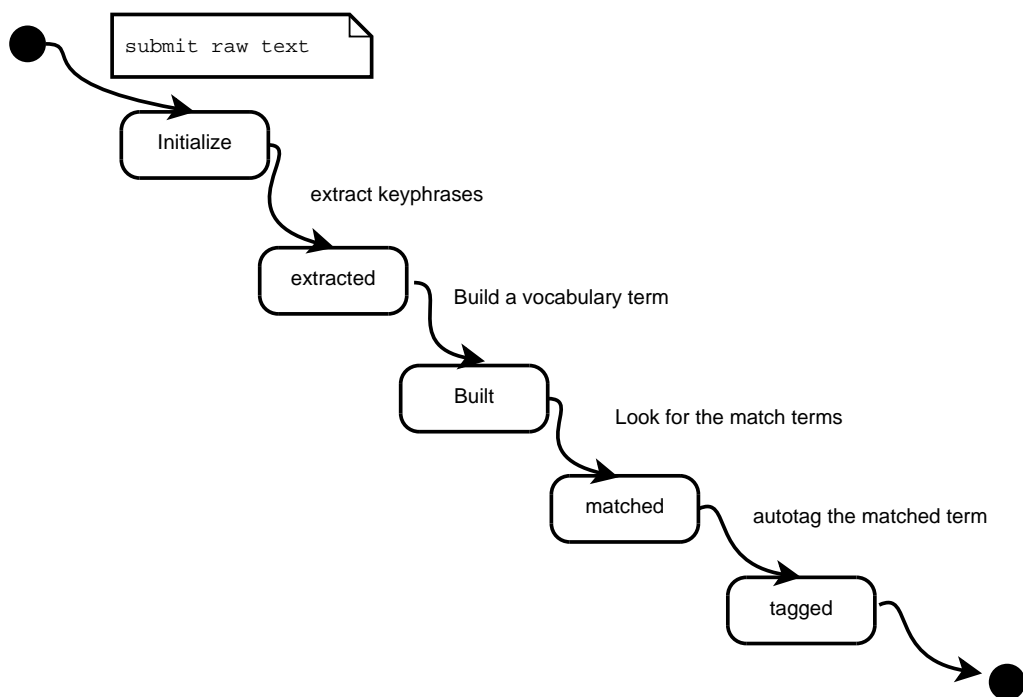 submit raw text
Initialize
extract keyphrases
extracted
Build a vocabulary term
Built
Look for the match terms
matched
autotag the matched term
tagged